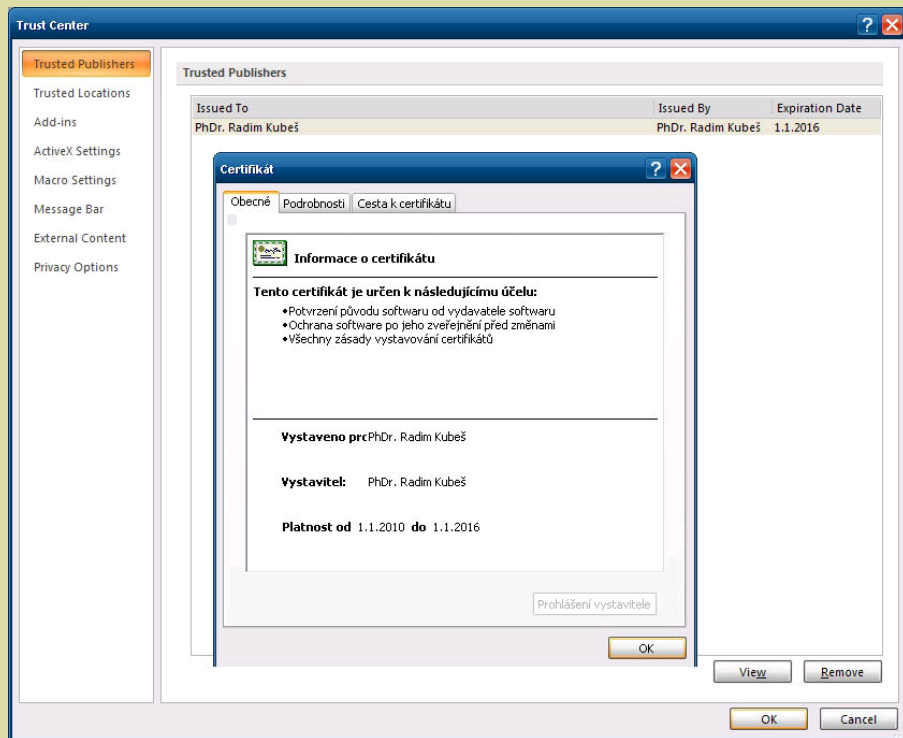 Trust Center
Trusted Publishers
Trusted Locations
Add-ins
ActiveX Settings
Macro Settings
Message Bar
External Content
Privacy Options
Trusted Publishers
Issued To Issued By Expiration Date
PhDr. Radim Kubeš PhDr. Radim Kubeš 1.1.2016
Certifikát
Obecné Podrobnosti Cesta k certifikátu
Informace o certifikátu
Tento certifikát je určen k následujícímu účelu:
•Potvrzení původu softwaru od vydavatele softwaru
•Ochrana software po jeho zveřejnění před změnami
•Všechny zásady vystavování certifikátů
Vystaveno prc PhDr. Radim Kubeš
Vystavitel: PhDr. Radim Kubeš
Platnost od 1.1.2010 do 1.1.2016
Prohlášení vystavitele
OK
View Remove
OK Cancel